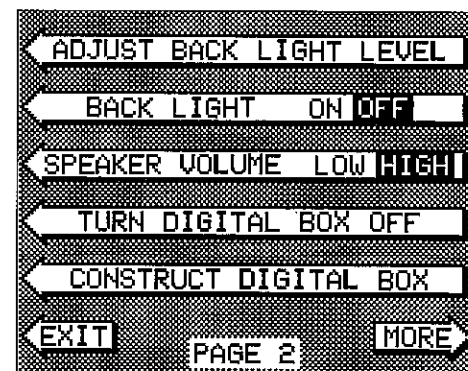 ADJUST BACK LIGHT LEVEL
BACK LIGHT ON OFF
SPEAKER VOLUME LOW HIGH
TURN DIGITAL BOX OFF
CONSTRUCT DIGITAL BOX
EXIT PAGE 2 MORE